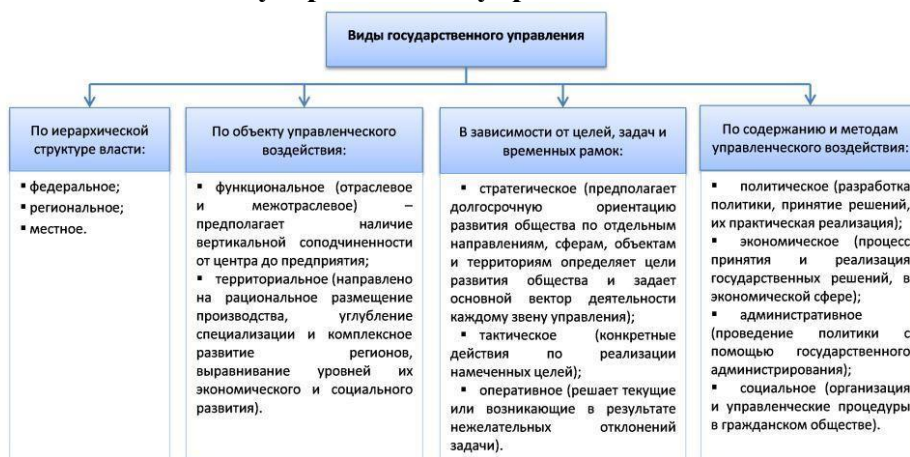 Виды государственного управления
По иерархической
структуре власти:
▪ федеральное;
▪ региональное;
▪ местное.
По объекту управленческого
воздействия:
▪ функциональное (отраслевое
и межотраслевое) –
предполагает наличие
вертикальной соподчиненности
от центра до предприятия;
▪ территориальное (направлено
на рациональное размещение
производства, углубление
специализации и комплексное
развитие регионов,
выравнивание уровней их
экономического и социального
развития).
В зависимости от целей, задач и
временных рамок:
▪ стратегическое (предполагает
долгосрочную ориентацию
развития общества по отдельным
направлениям, сферам, объектам
и территориям определяет цели
развития общества и задает
основной вектор деятельности
каждому звену управления);
▪ тактическое (конкретные
действия по реализации
намеченных целей);
▪ оперативное (решает текущие
или возникающие в результате
нежелательных отклонений
задачи).
По содержанию и методам
управленческого воздействия:
▪ политическое (разработка
политики, принятие решений,
их практическая реализация);
▪ экономическое (процесс
принятия и реализация
государственных решений, в
экономической сфере);
▪ административное
(проведение политики с
помощью государственного
администрирования);
▪ социальное (организация
и управленческие процедуры
в гражданском обществе).